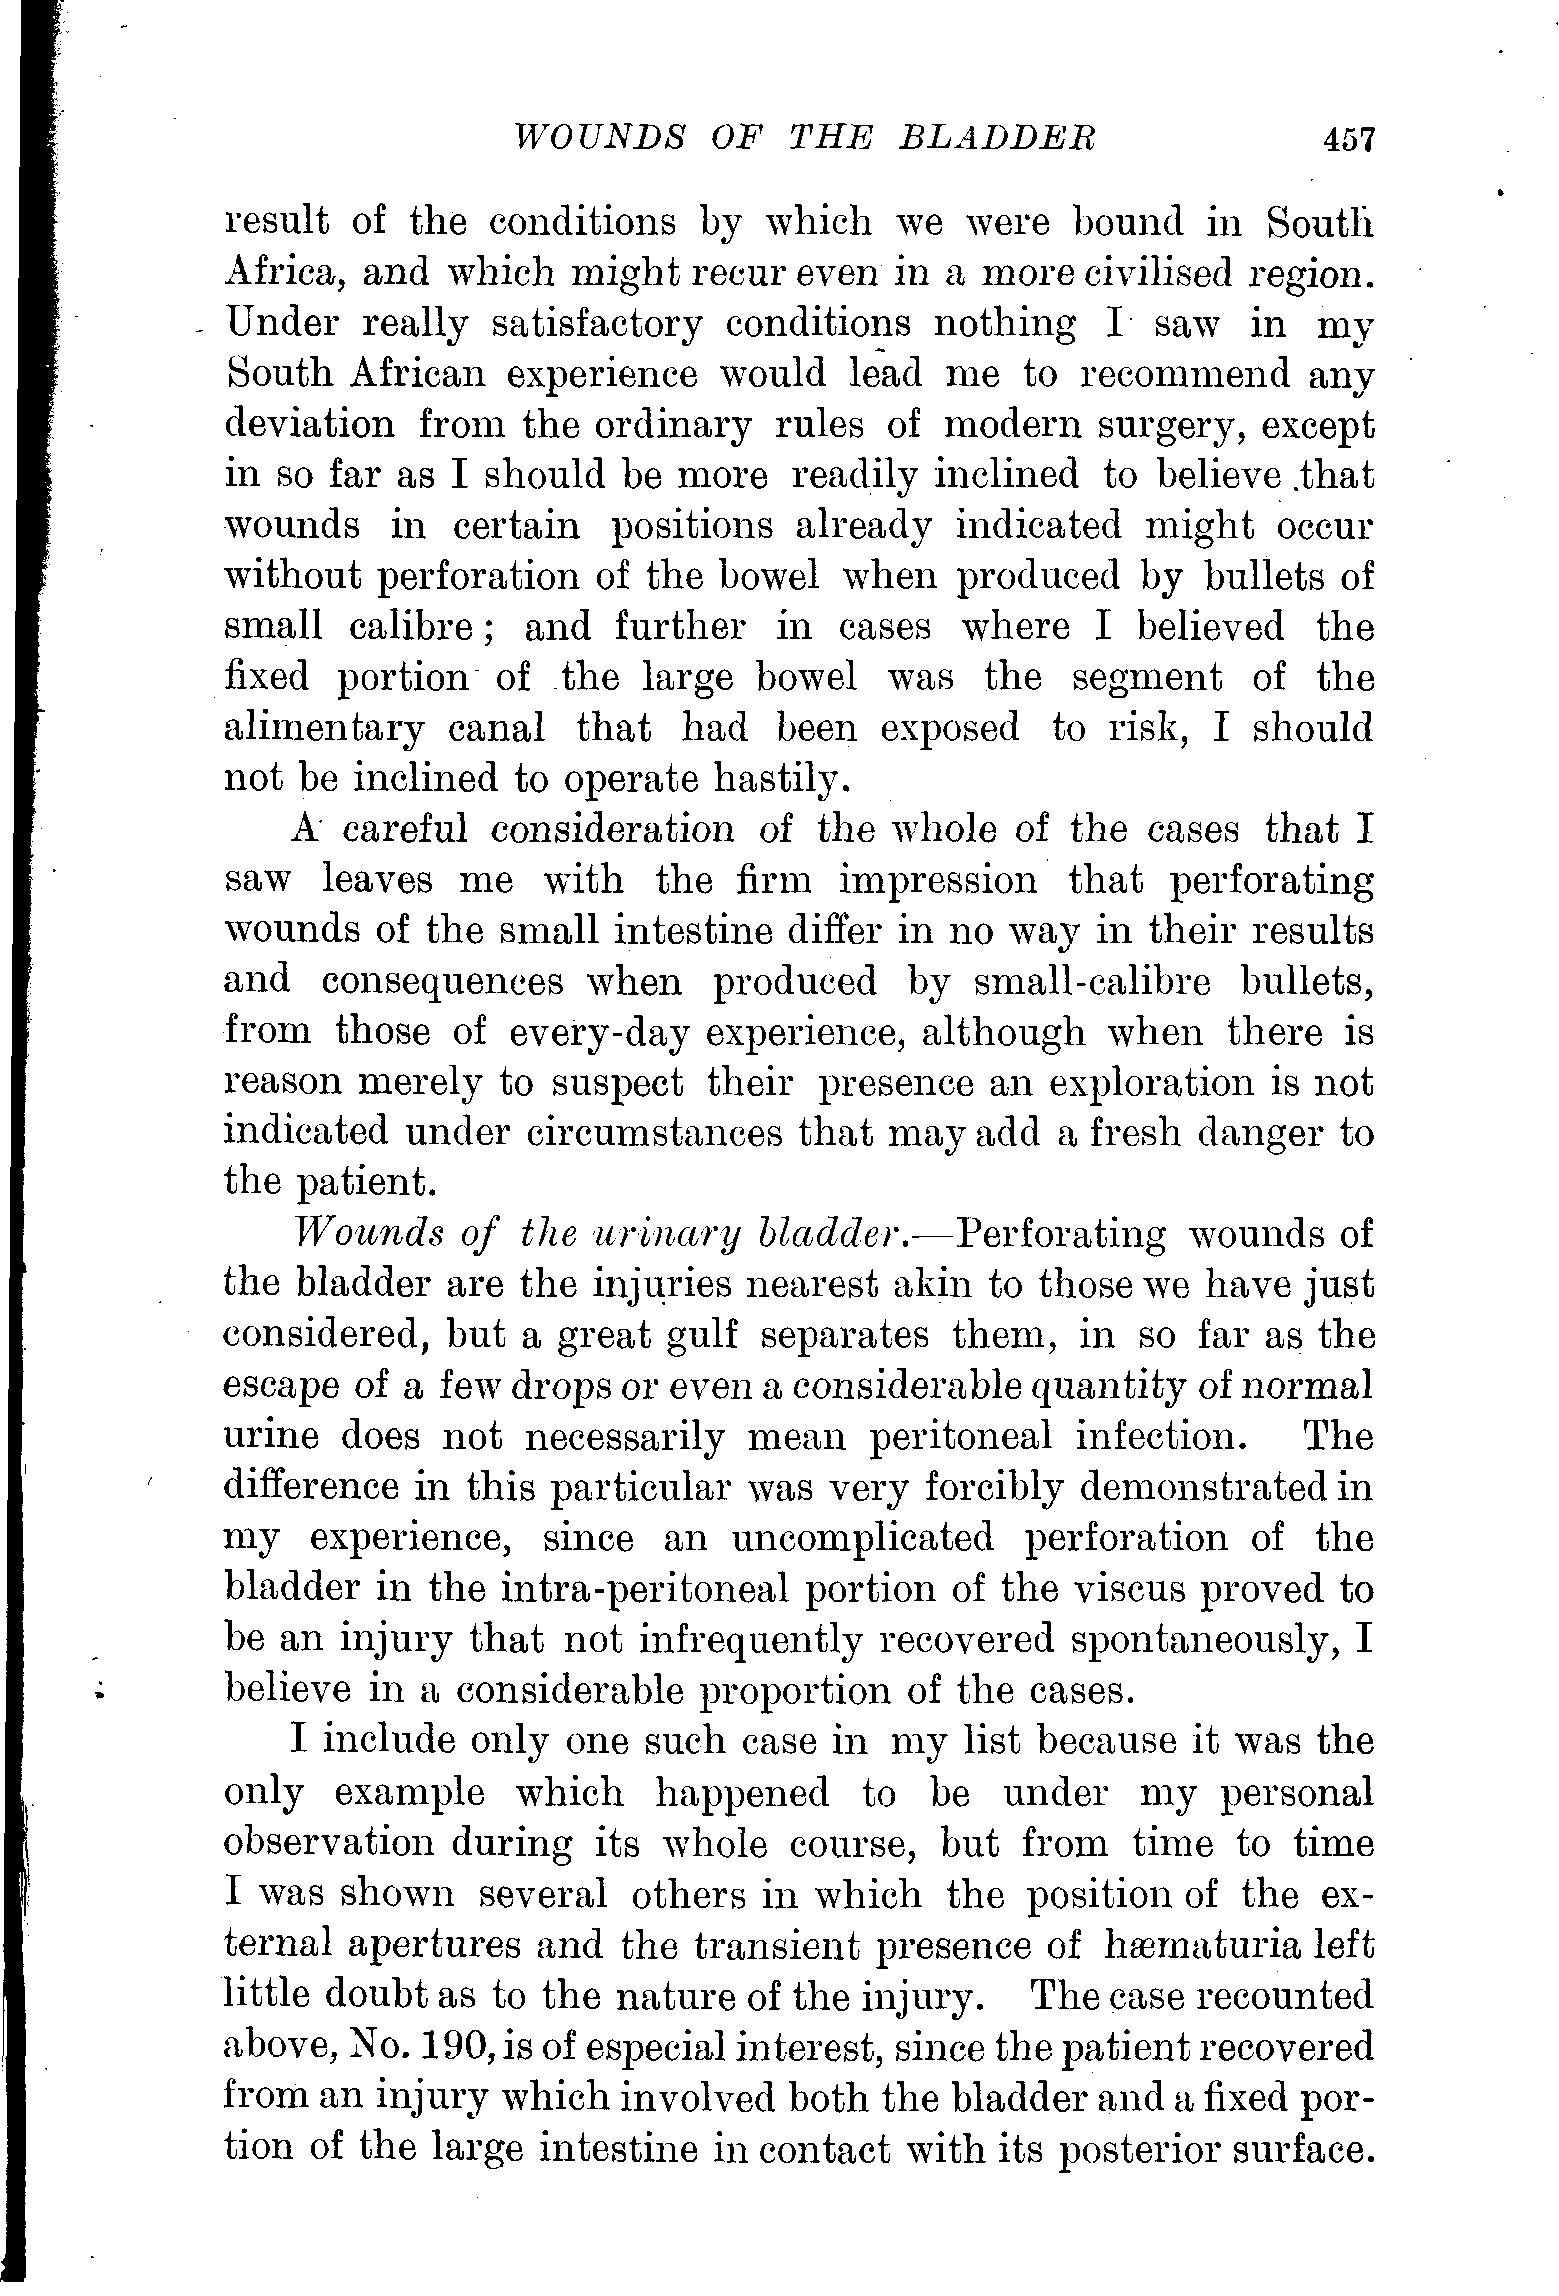 WOUNDS OF THE BLADDER 457
result of the conditions by which we were bound in South
Africa, and which might recur even in a more civilised region.
Under really satisfactory conditions nothing I saw in my
South African experience would lead me to recommend any
deviation from the ordinary rules of modern surgery, except
in so far as I should be more readily inclined to believe that
wounds in certain positions already indicated might occur
without perforation of the bowel when produced by bullets of
small calibre; and further in cases where I believed the
fixed portion of the large bowel was the segment of the
alimentary canal that had been exposed to risk, I should
not be inclined to operate hastily.
A careful consideration of the whole of the cases that I
saw leaves me with the firm impression that perforating
wounds of the small intestine differ in no way in their results
and consequences when produced by small-calibre bullets,
from those of every-day experience, although when there is
reason merely to suspect their presence an exploration is not
indicated under circumstances that may add a fresh danger to
the patient.
Wounds of the urinary bladder.—Perforating wounds of
the bladder are the injuries nearest akin to those we have just
considered, but a great gulf separates them, in so far as the
escape of a few drops or even a considerable quantity of normal
urine does not necessarily mean peritoneal infection. The
difference in this particular was very forcibly demonstrated in
my experience, since an uncomplicated perforation of the
bladder in the intra-peritoneal portion of the viscus proved to
be an injury that not infrequently recovered spontaneously, I
believe in a considerable proportion of the cases.
I include only one such case in my list because it was the
only example which happened to be under my personal
observation during its whole course, but from time to time
I was shown several others in which the position of the ex-
ternal apertures and the transient presence of hæmaturia left
little doubt as to the nature of the injury. The case recounted
above, No. 190, is of especial interest, since the patient recovered
from an injury which involved both the bladder and a fixed por-
tion of the large intestine in contact with its posterior surface.